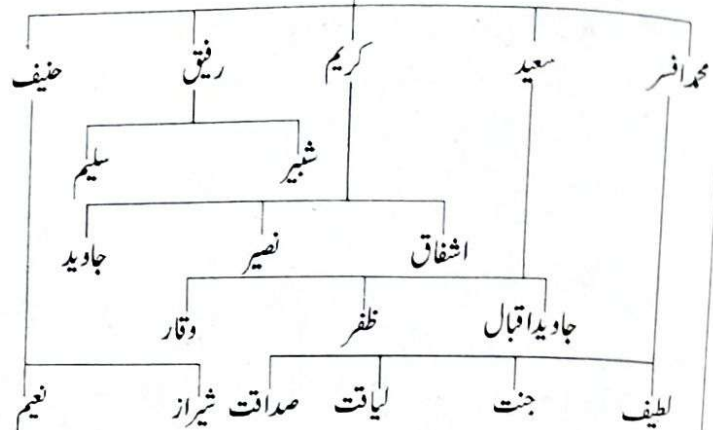 محمد افسر سعید کریم رفیق حنیف
شبیر سلیم
اشفاق نصیر جاوید
جاوید اقبال ظفر وقار
لطیف جنت لیاقت صداقت شیراز نعیم